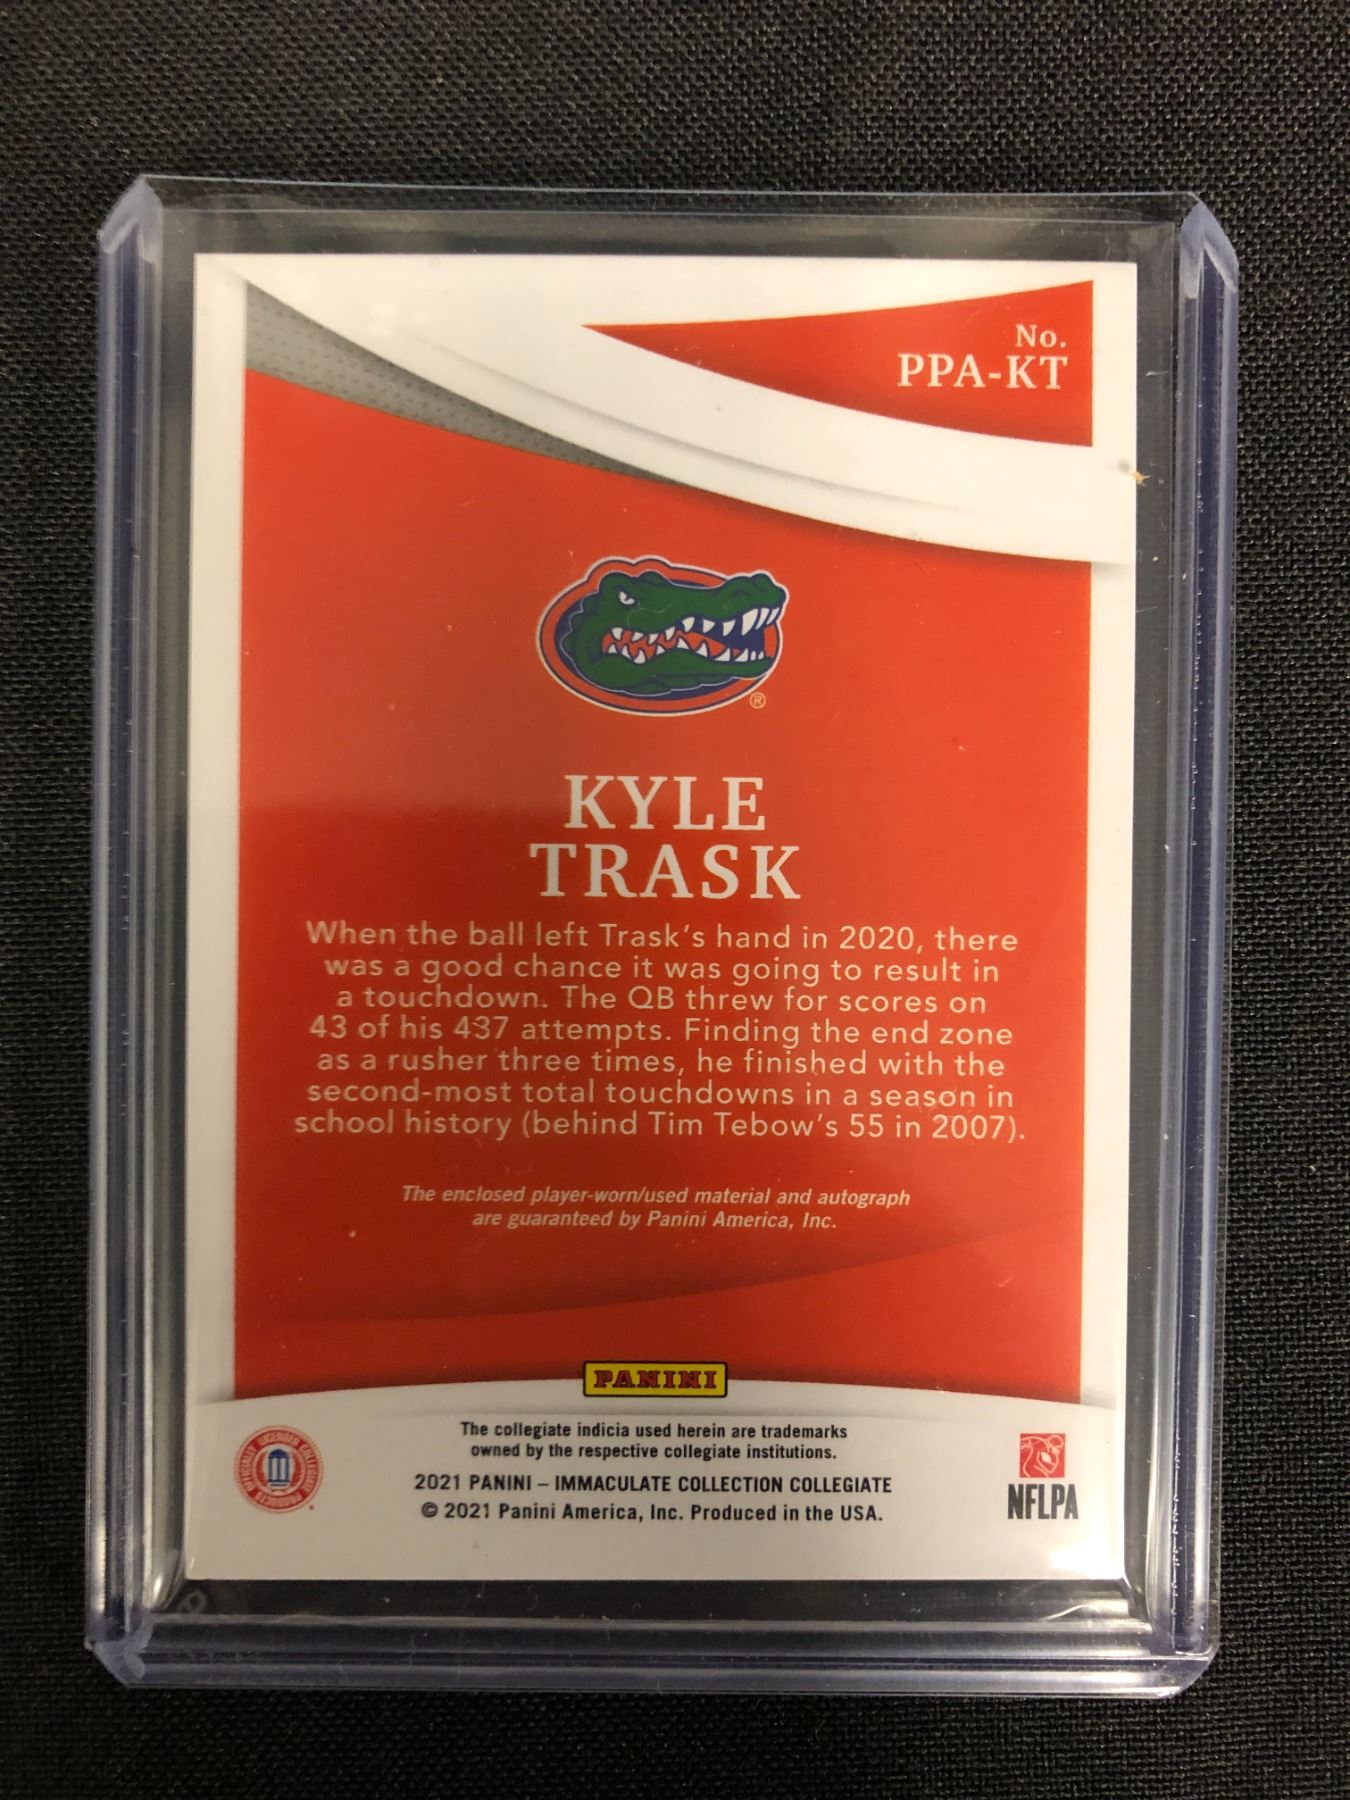 No.
PPA-KT
®
KYLE
TRASK
When the ball left Trask's hand in 2020, there
was a good chance it was going to result in
a touchdown. The QB threw for scores on
43 of his 437 attempts. Finding the end zone
as a rusher three times, he finished with the
second-most total touchdowns in a season in
school history (behind Tim Tebow's 55 in 2007).
The enclosed player-worn/used material and autograph
are guaranteed by Panini America, Inc.
PANINI
The collegiate indicia used herein are trademarks
owned by the respective collegiate institutions.
2021 PANINI – IMMACULATE COLLECTION COLLEGIATE
© 2021 Panini America, Inc. Produced in the USA.
OFFICIALLY LICENSED COLLEGIATE PRODUCTS
NFLPA